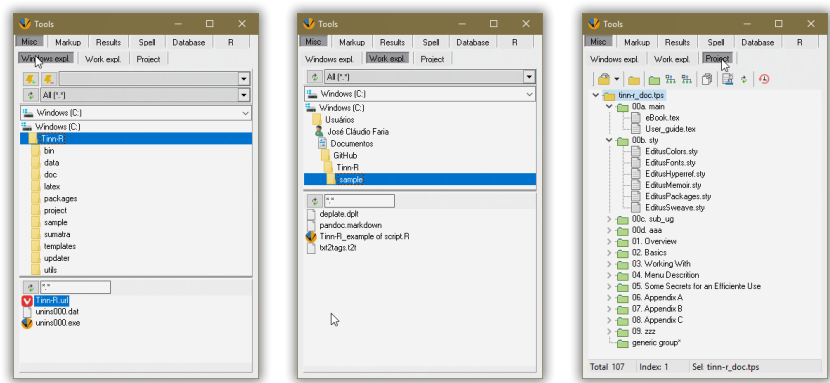 Tools
Misc Markup Results Spell Database R
Windows expl. Work expl. Project
All (*.*)
Windows (C:)
Windows (C:)
Tinn-R
bin
data
doc
latex
packages
project
sample
sumatra
templates
updater
utils
*.*
Tinn-R.url
unins000.dat
unins000.exe
Tools
Misc Markup Results Spell Database R
Windows expl. Work expl. Project
All (*.*)
Windows (C:)
Windows (C:)
Usuários
José Cláudio Faria
Documentos
GitHub
Tinn-R
sample
*.*
deplate.dplt
pandoc.markdown
Tinn-R_example of script.R
txt2tags.t2t
Tools
Misc Markup Results Spell Database R
Windows expl. Work expl. Project
tinn-r_doc.tps
00a. main
eBook.tex
User_guide.tex
00b. sty
EditusColors.sty
EditusFonts.sty
EditusHyperref.sty
EditusMemoir.sty
EditusPackages.sty
EditusSweave.sty
00c. sub_ug
00d. aaa
01. Overview
02. Basics
03. Working With
04. Menu Descrition
05. Some Secrets for an Efficiente Use
06. Appendix A
07. Appendix B
08. Appendix C
09. zzz
generic group*
Total 107 Index: 1 Sel tinn-r_doc.tps